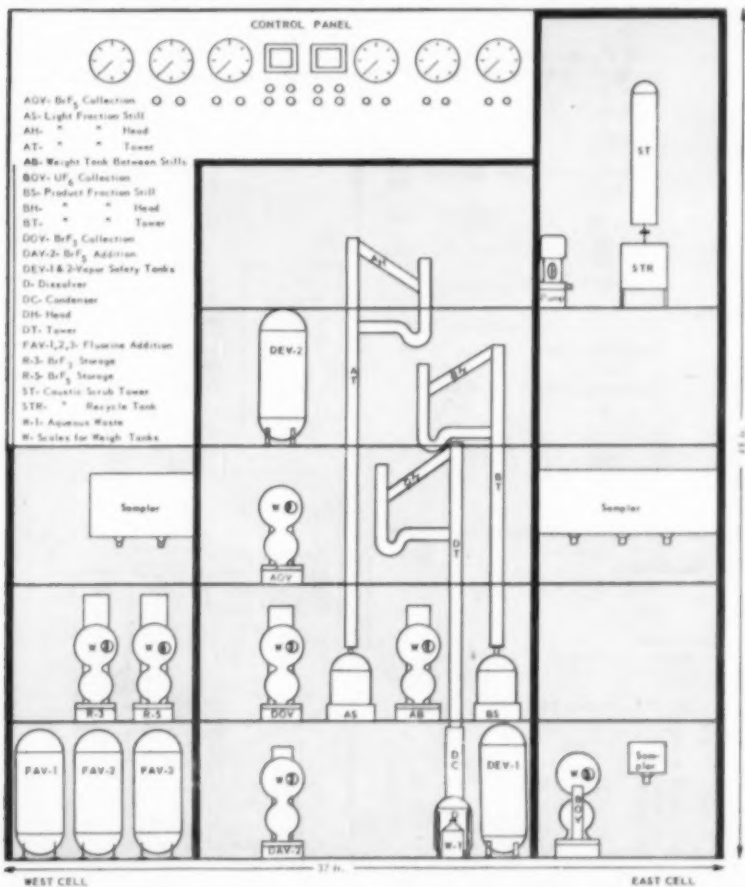 CONTROL PANEL
AOV- BrF5 Collection
AS- Light Fraction Still
AH- " " Head
AT- " " Tower
AB- Weight Tank Between Stills
BOV- UF6 Collection
BS- Product Fraction Still
BH- " " Head
BT- " " Tower
DOV- BrF5 Collection
DAV-2- BrF5 Addition
DEV-1 & 2- Vapor Safety Tanks
D- Dissolver
DC- Condenser
DH- Head
DT- Tower
FAV-1,2,3- Fluorine Addition
R-3- BrF3 Storage
R-5- BrF5 Storage
ST- Caustic Scrub Tower
STR- " Recycle Tank
W-1- Aqueous Waste
W- Scales for Weigh Tanks
ST
STR
Pump
AH
DEV-2
AT
BT
DT
Sampler
W
AOV
Sampler
W
R-3
W
R-5
W
DOV
AS
W
AB
BS
FAV-1
FAV-2
FAV-3
W
DAV-2
DC
W-1
DEV-1
W
BOV
Sam-
pler
37 ft.
WEST CELL
EAST CELL